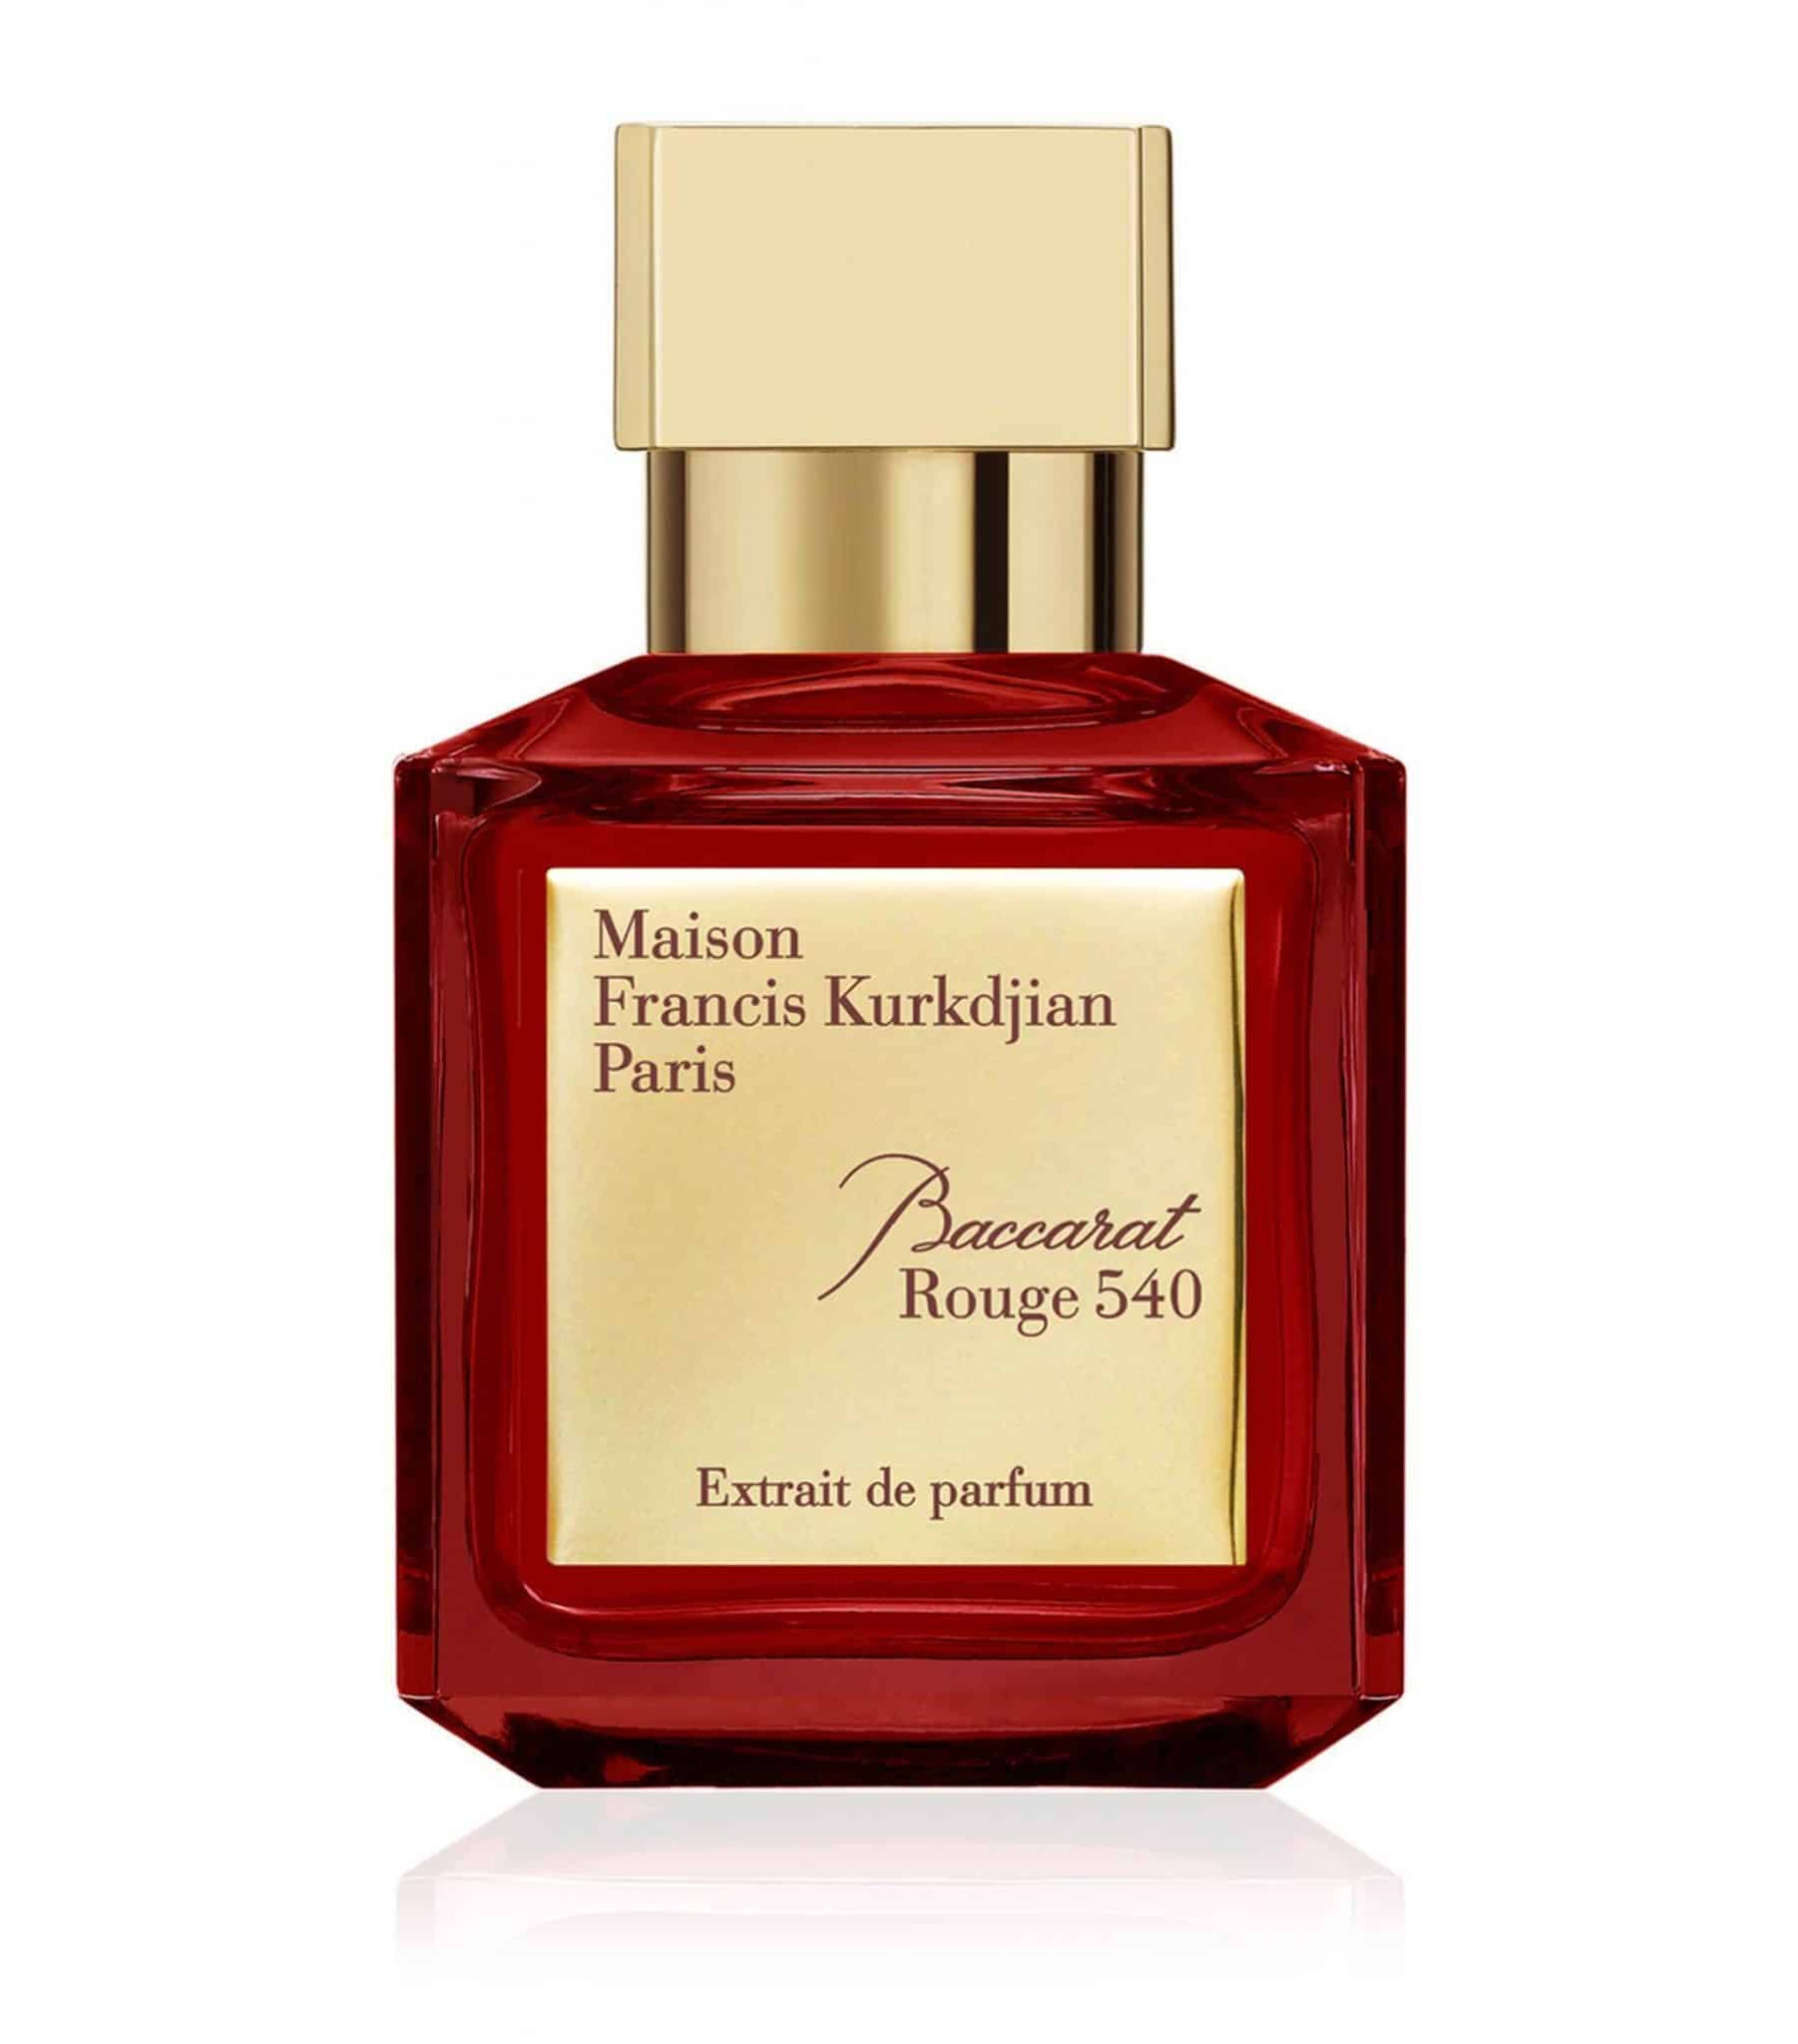 Maison
Francis Kurkdjian
Paris
Baccarat
Rouge 540
Extrait de parfum